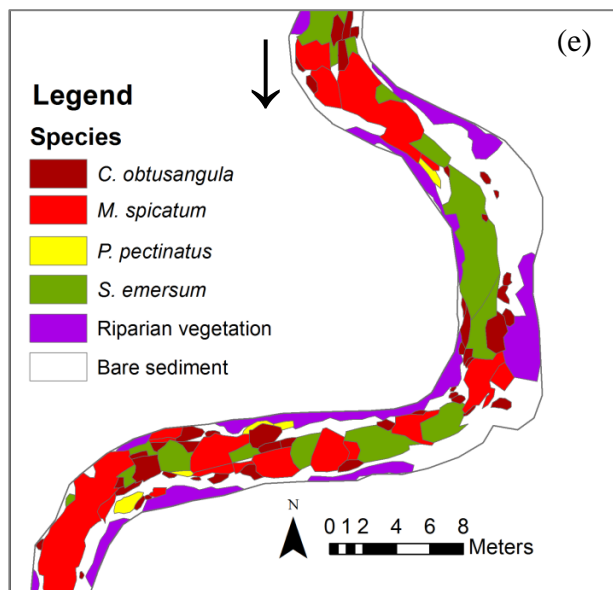 (e)
Legend
Species
C. obtusangula
M. spicatum
P. pectinatus
S. emersum
Riparian vegetation
Bare sediment
N
0 1 2 4 6 8
Meters